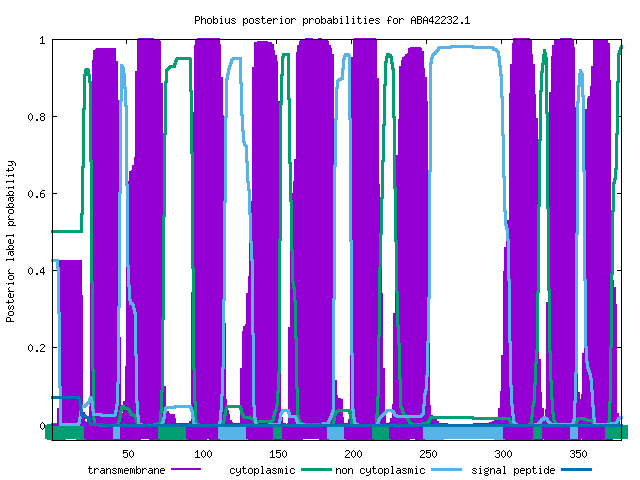 Phobius posterior probabilities for ABA42232.1
Posterior label probability
1
0.8
0.6
0.4
0.2
0
50 100 150 200 250 300 350
transmembrane cytoplasmic non cytoplasmic signal peptide